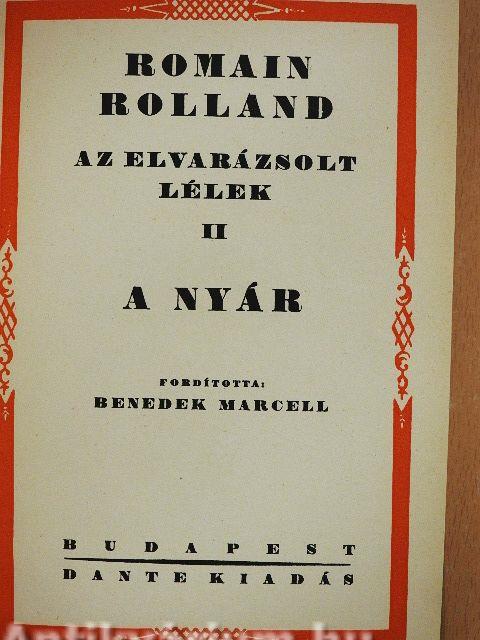 ROMAIN
ROLLAND
AZ ELVARÁZSOLT
LÉLEK
II
A NYÁR
FORDÍTOTTA:
BENEDEK MARCELL
BUDAPEST
DANTE KIADÁS